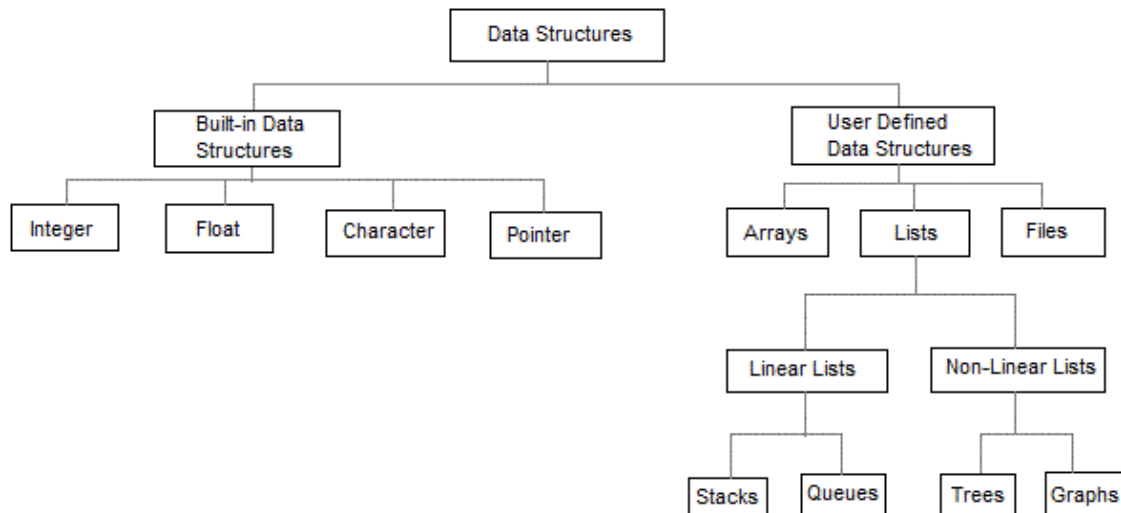 Data Structures
Built-in Data
Structures
User Defined
Data Structures
Integer
Float
Character
Pointer
Arrays
Lists
Files
Linear Lists
Non-Linear Lists
Stacks
Queues
Trees
Graphs